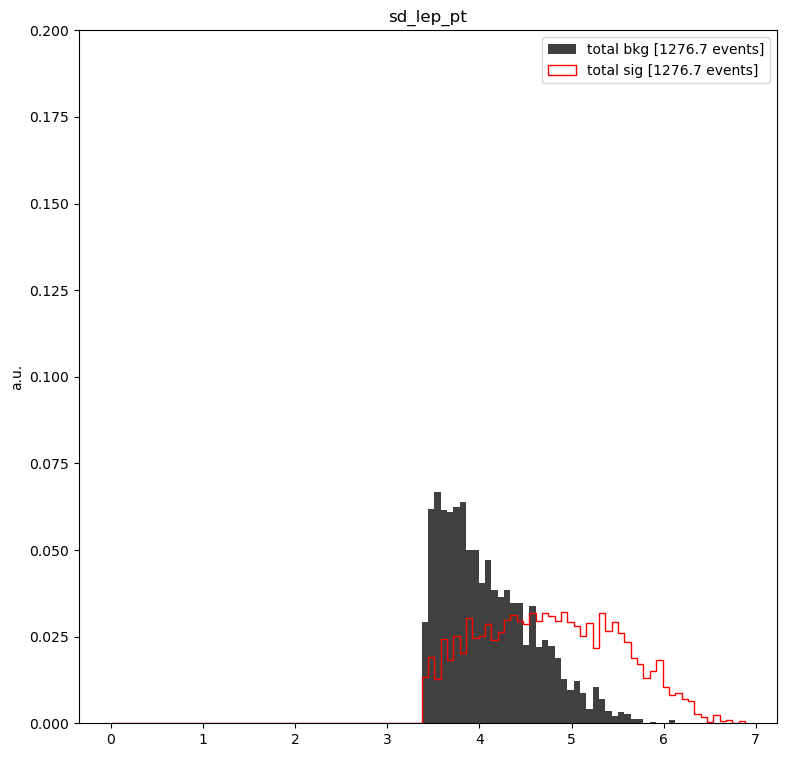 sd_lep_pt
total bkg [1276.7 events]
total sig [1276.7 events]
a.u.
0.200
0.175
0.150
0.125
0.100
0.075
0.050
0.025
0.000
0 1 2 3 4 5 6 7